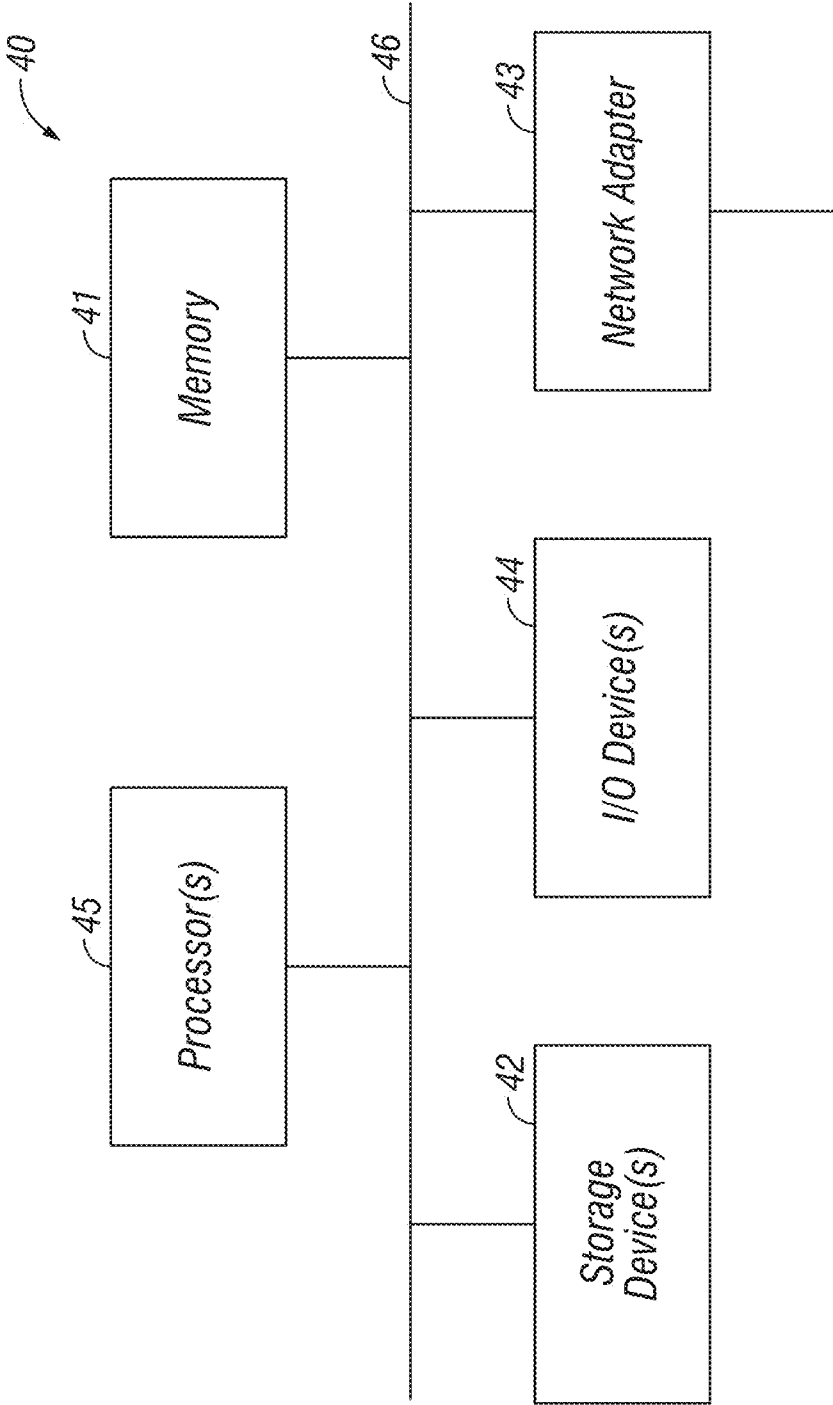 40
45
Processor(s)
41
Memory
46
42
Storage
Device(s)
44
I/O Device(s)
43
Network Adapter